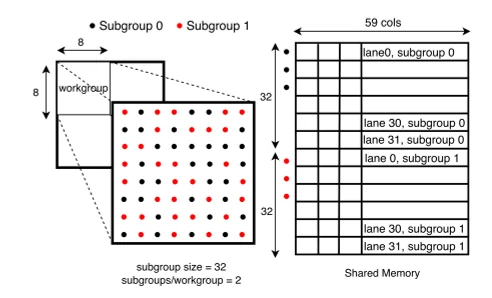 Subgroup 0 Subgroup 1
59 cols
8
8
workgroup
32
32
lane0, subgroup 0
lane 30, subgroup 0
lane 31, subgroup 0
lane 0, subgroup 1
lane 30, subgroup 1
lane 31, subgroup 1
subgroup size = 32
subgroups/workgroup = 2
Shared Memory